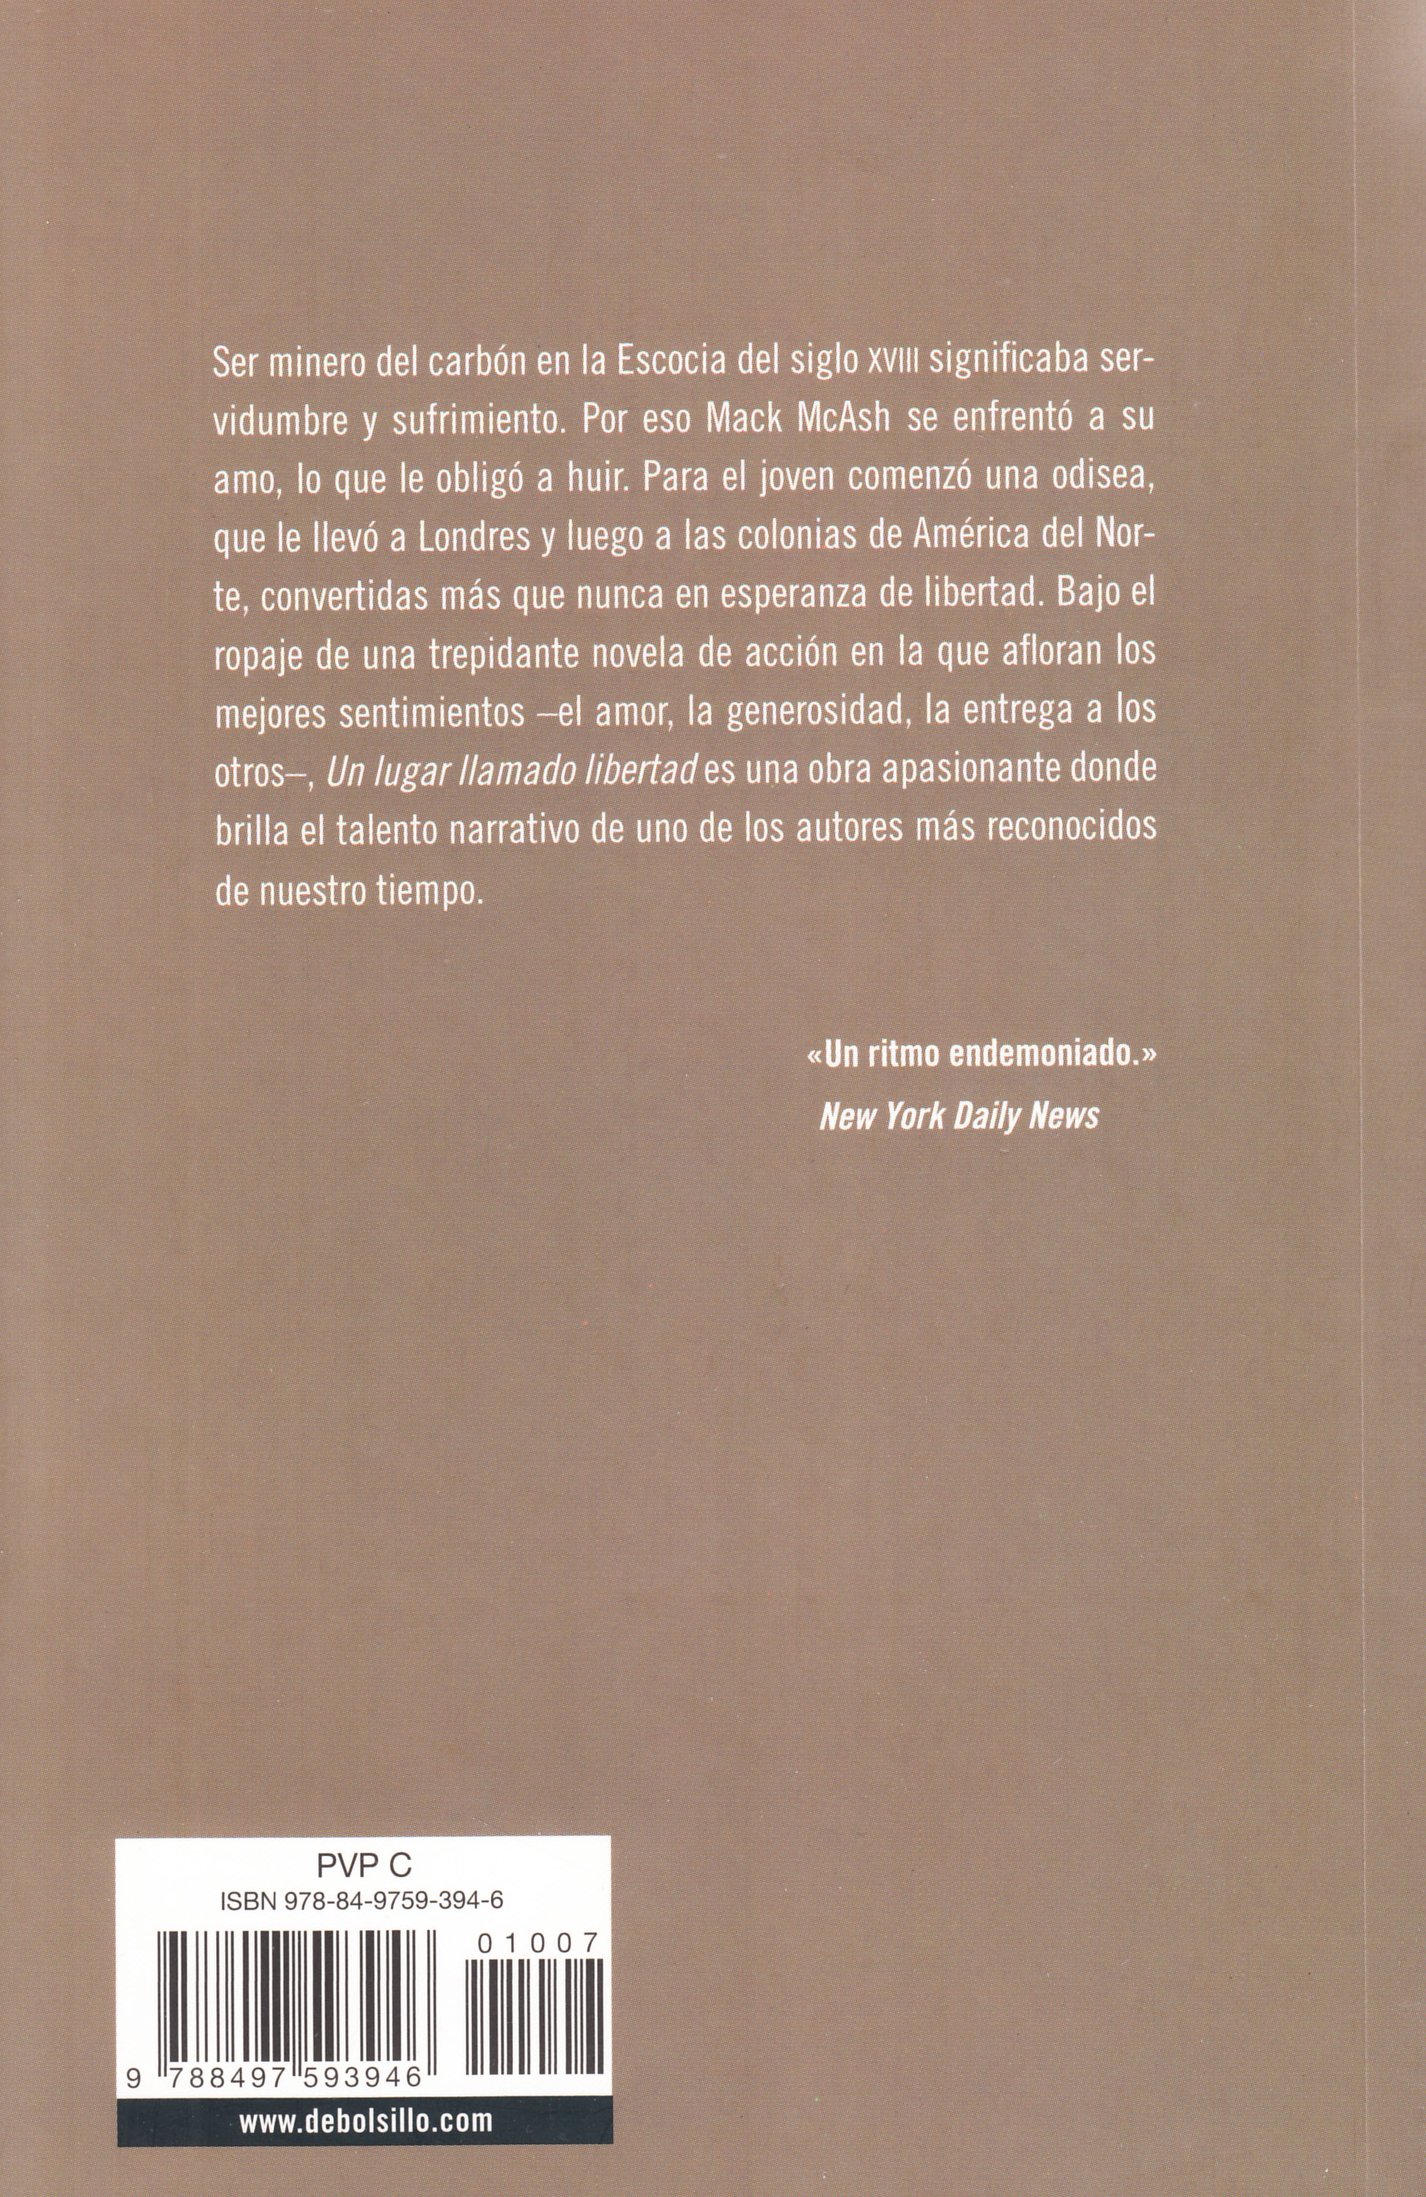 Ser minero del carbón en la Escocia del siglo XVIII significaba ser-
vidumbre y sufrimiento. Por eso Mack McAsh se enfrentó a su
amo, lo que le obligó a huir. Para el joven comenzó una odisea,
que le llevó a Londres y luego a las colonias de América del Nor-
te, convertidas más que nunca en esperanza de libertad. Bajo el
ropaje de una trepidante novela de acción en la que afloran los
mejores sentimientos –el amor, la generosidad, la entrega a los
otros–, Un lugar llamado libertad es una obra apasionante donde
brilla el talento narrativo de uno de los autores más reconocidos
de nuestro tiempo.
«Un ritmo endemoniado.»
New York Daily News
PVP C
ISBN 978-84-9759-394-6
01007
9 788497 593946
www.debolsillo.com